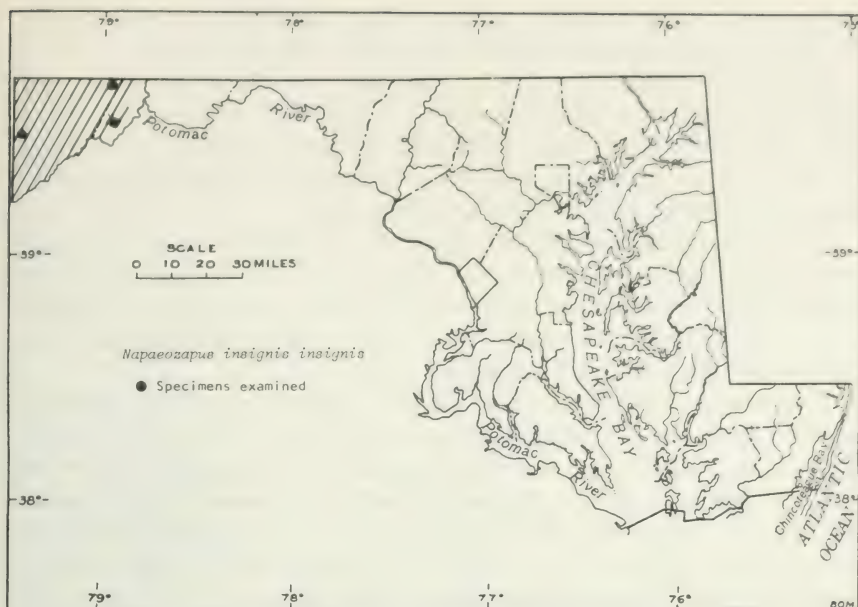 79° 78° 77° 76° 75°
Potomac River
SCALE
0 10 20 30 MILES
39° 39°
CHESAPEAKE BAY
Napaeozapus insignis insignis
Specimens examined
Potomac River
38° 38°
Chincoteague Bay
ATLANTIC OCEAN
79° 78° 77° 76°